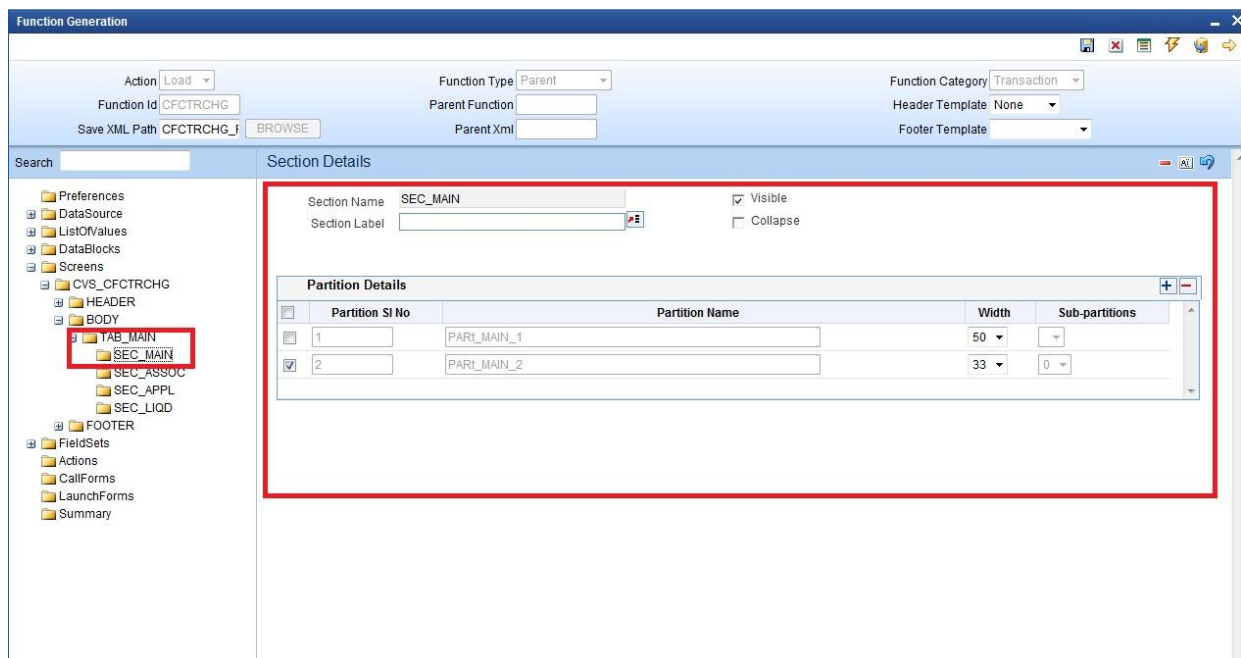 Function Generation
Action Load Function Type Parent Function Category Transaction
Function Id CFCTRCHG Parent Function Header Template None
Save XML Path CFCTRCHG_ BROWSE Parent Xml Footer Template
Search Section Details
Preferences
DataSource
ListOfValues
DataBlocks
Screens
CVS_CFCTRCHG
HEADER
BODY
TAB_MAIN
SEC_MAIN
SEC_ASSOC
SEC_APPL
SEC_LIQD
FOOTER
FieldSets
Actions
CallForms
LaunchForms
Summary
Section Name SEC_MAIN Visible
Section Label Collapse
Partition Details
Partition Sl No Partition Name Width Sub-partitions
1 PARt_MAIN_1 50
2 PARt_MAIN_2 33 0